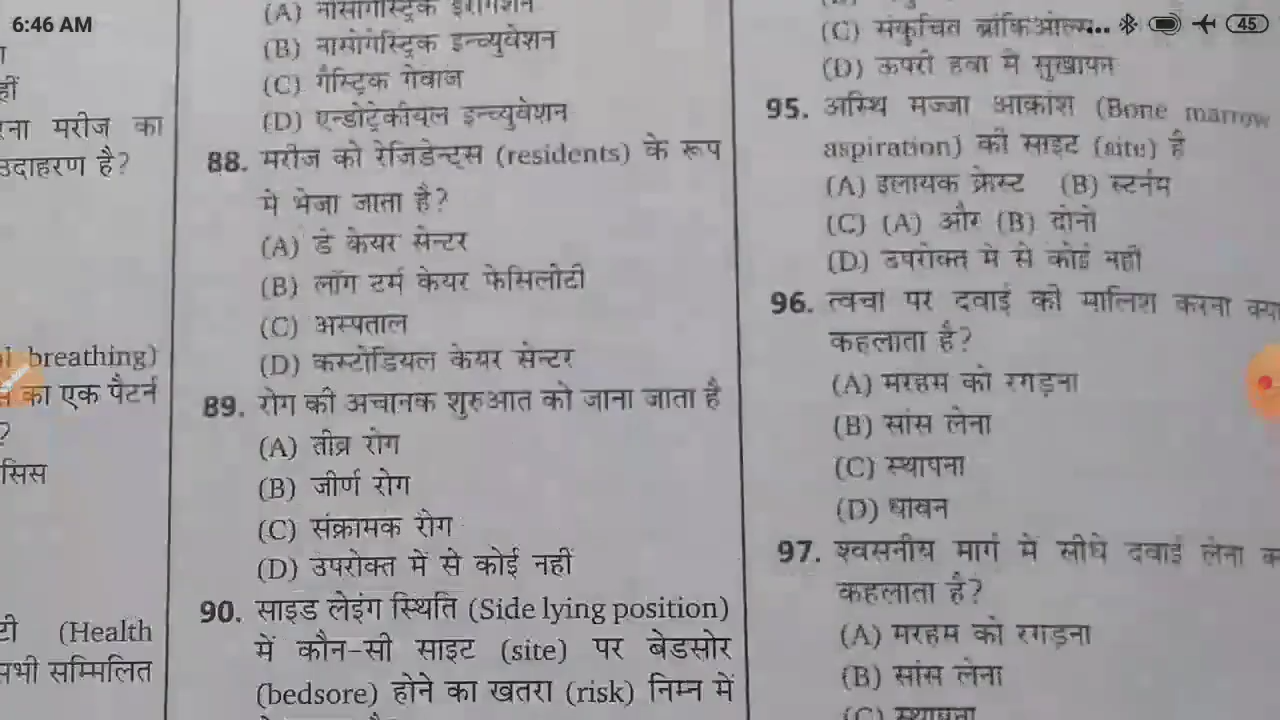 6:46 AM
45
हीं
मरीज का
उदाहरण है?
breathing)
का एक पैटर्न
?
सिस
टी (Health
सभी सम्मिलित
(A)
(B) नासोगेस्ट्रिक इन्च्युवेशन
(C) गैस्ट्रिक गेवाज
(D) एन्डोट्रेकीयल इन्च्युवेशन
88. मरीज को रेजिडेन्ट्स (residents) के रूप
मे भेजा जाता है?
(A) डे केयर सेन्टर
(B) लॉग टर्म केयर फेसिलीटी
(C) अस्पताल
(D) कस्टोडियल केयर सेन्टर
89. रोग की अचानक शुरुआत को जाना जाता है
(A) तीव्र रोग
(B) जीर्ण रोग
(C) संक्रामक रोग
(D) उपरोक्त में से कोई नहीं
90. साइड लेइंग स्थिति (Side lying position)
में कौन-सी साइट (site) पर बेडसोर
(bedsore) होने का खतरा (risk) निम्न में
(C) संकुचित ब्रोंकिओल्म...
(D) ऊपरी हवा मे सुखापन
95. अस्थि मज्जा आक्रांश (Bone marrow
aspiration) की साइट (site) है
(A) इलायक क्रेस्ट (B) स्टर्नम
(C) (A) और (B) दोनो
(D) उपरोक्त मे से कोई नही
96. त्वचा पर दवाई की मालिश करना क्या
कहलाता है?
(A) मरहम को रगड़ना
(B) सांस लेना
(C) स्थापना
(D) धावन
97. श्वसनीय मार्ग में सीधे दवाई लेना
कहलाता है?
(A) मरहम को रगड़ना
(B) सांस लेना
(C) स्थापना